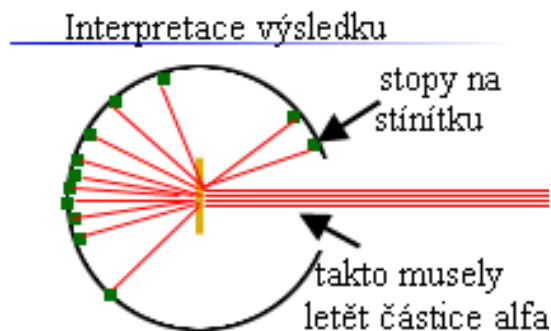 Interpretace výsledku
stopy na
stínítku
takto musely
letět částice alfa